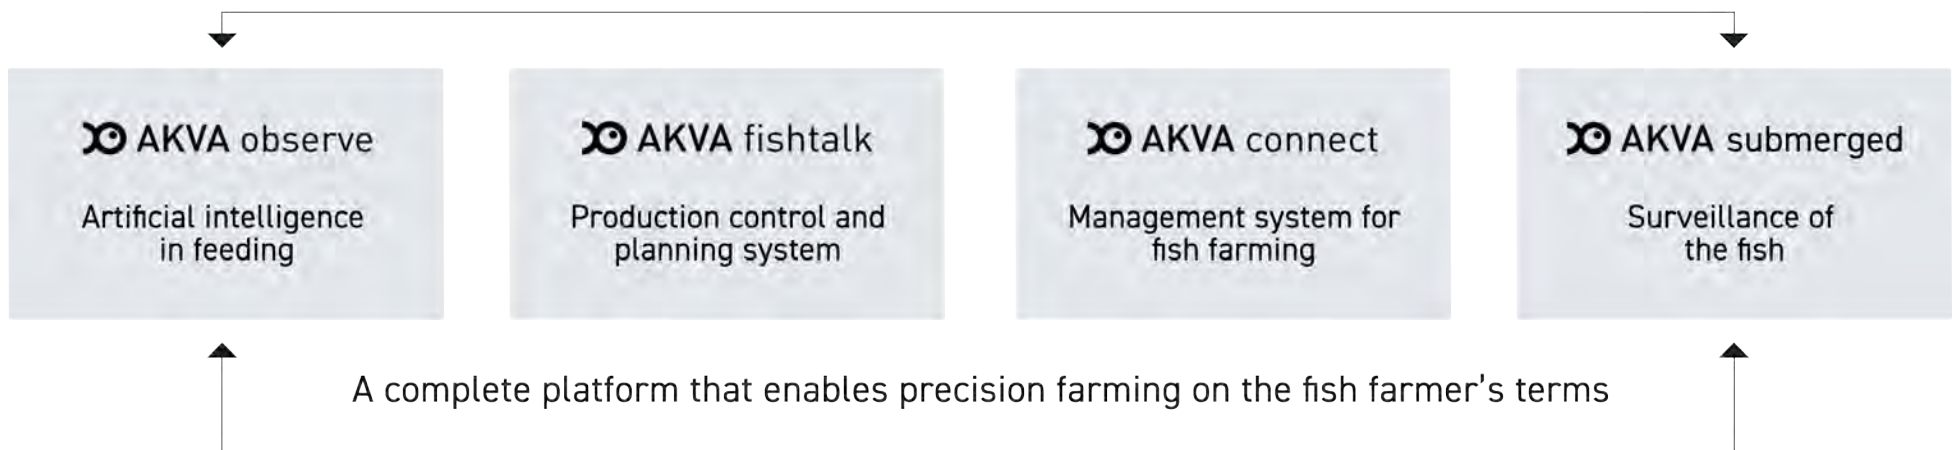 AKVA observe
Artificial intelligence
in feeding
AKVA fishtalk
Production control and
planning system
AKVA connect
Management system for
fish farming
AKVA submerged
Surveillance of
the fish
A complete platform that enables precision farming on the fish farmer’s terms